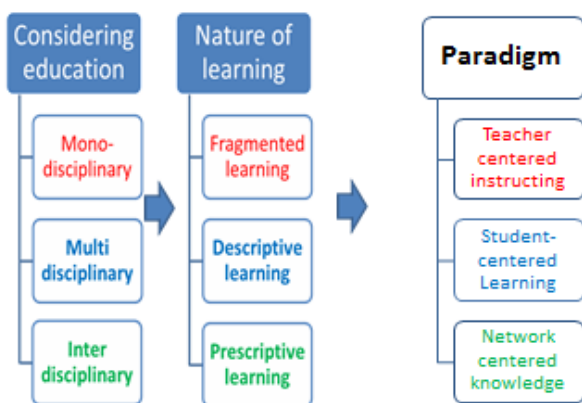 Considering
education
Mono-
disciplinary
Multi
disciplinary
Inter
disciplinary
Nature of
learning
Fragmented
learning
Descriptive
learning
Prescriptive
learning
Paradigm
Teacher
centered
instructing
Student-
centered
Learning
Network
centered
knowledge